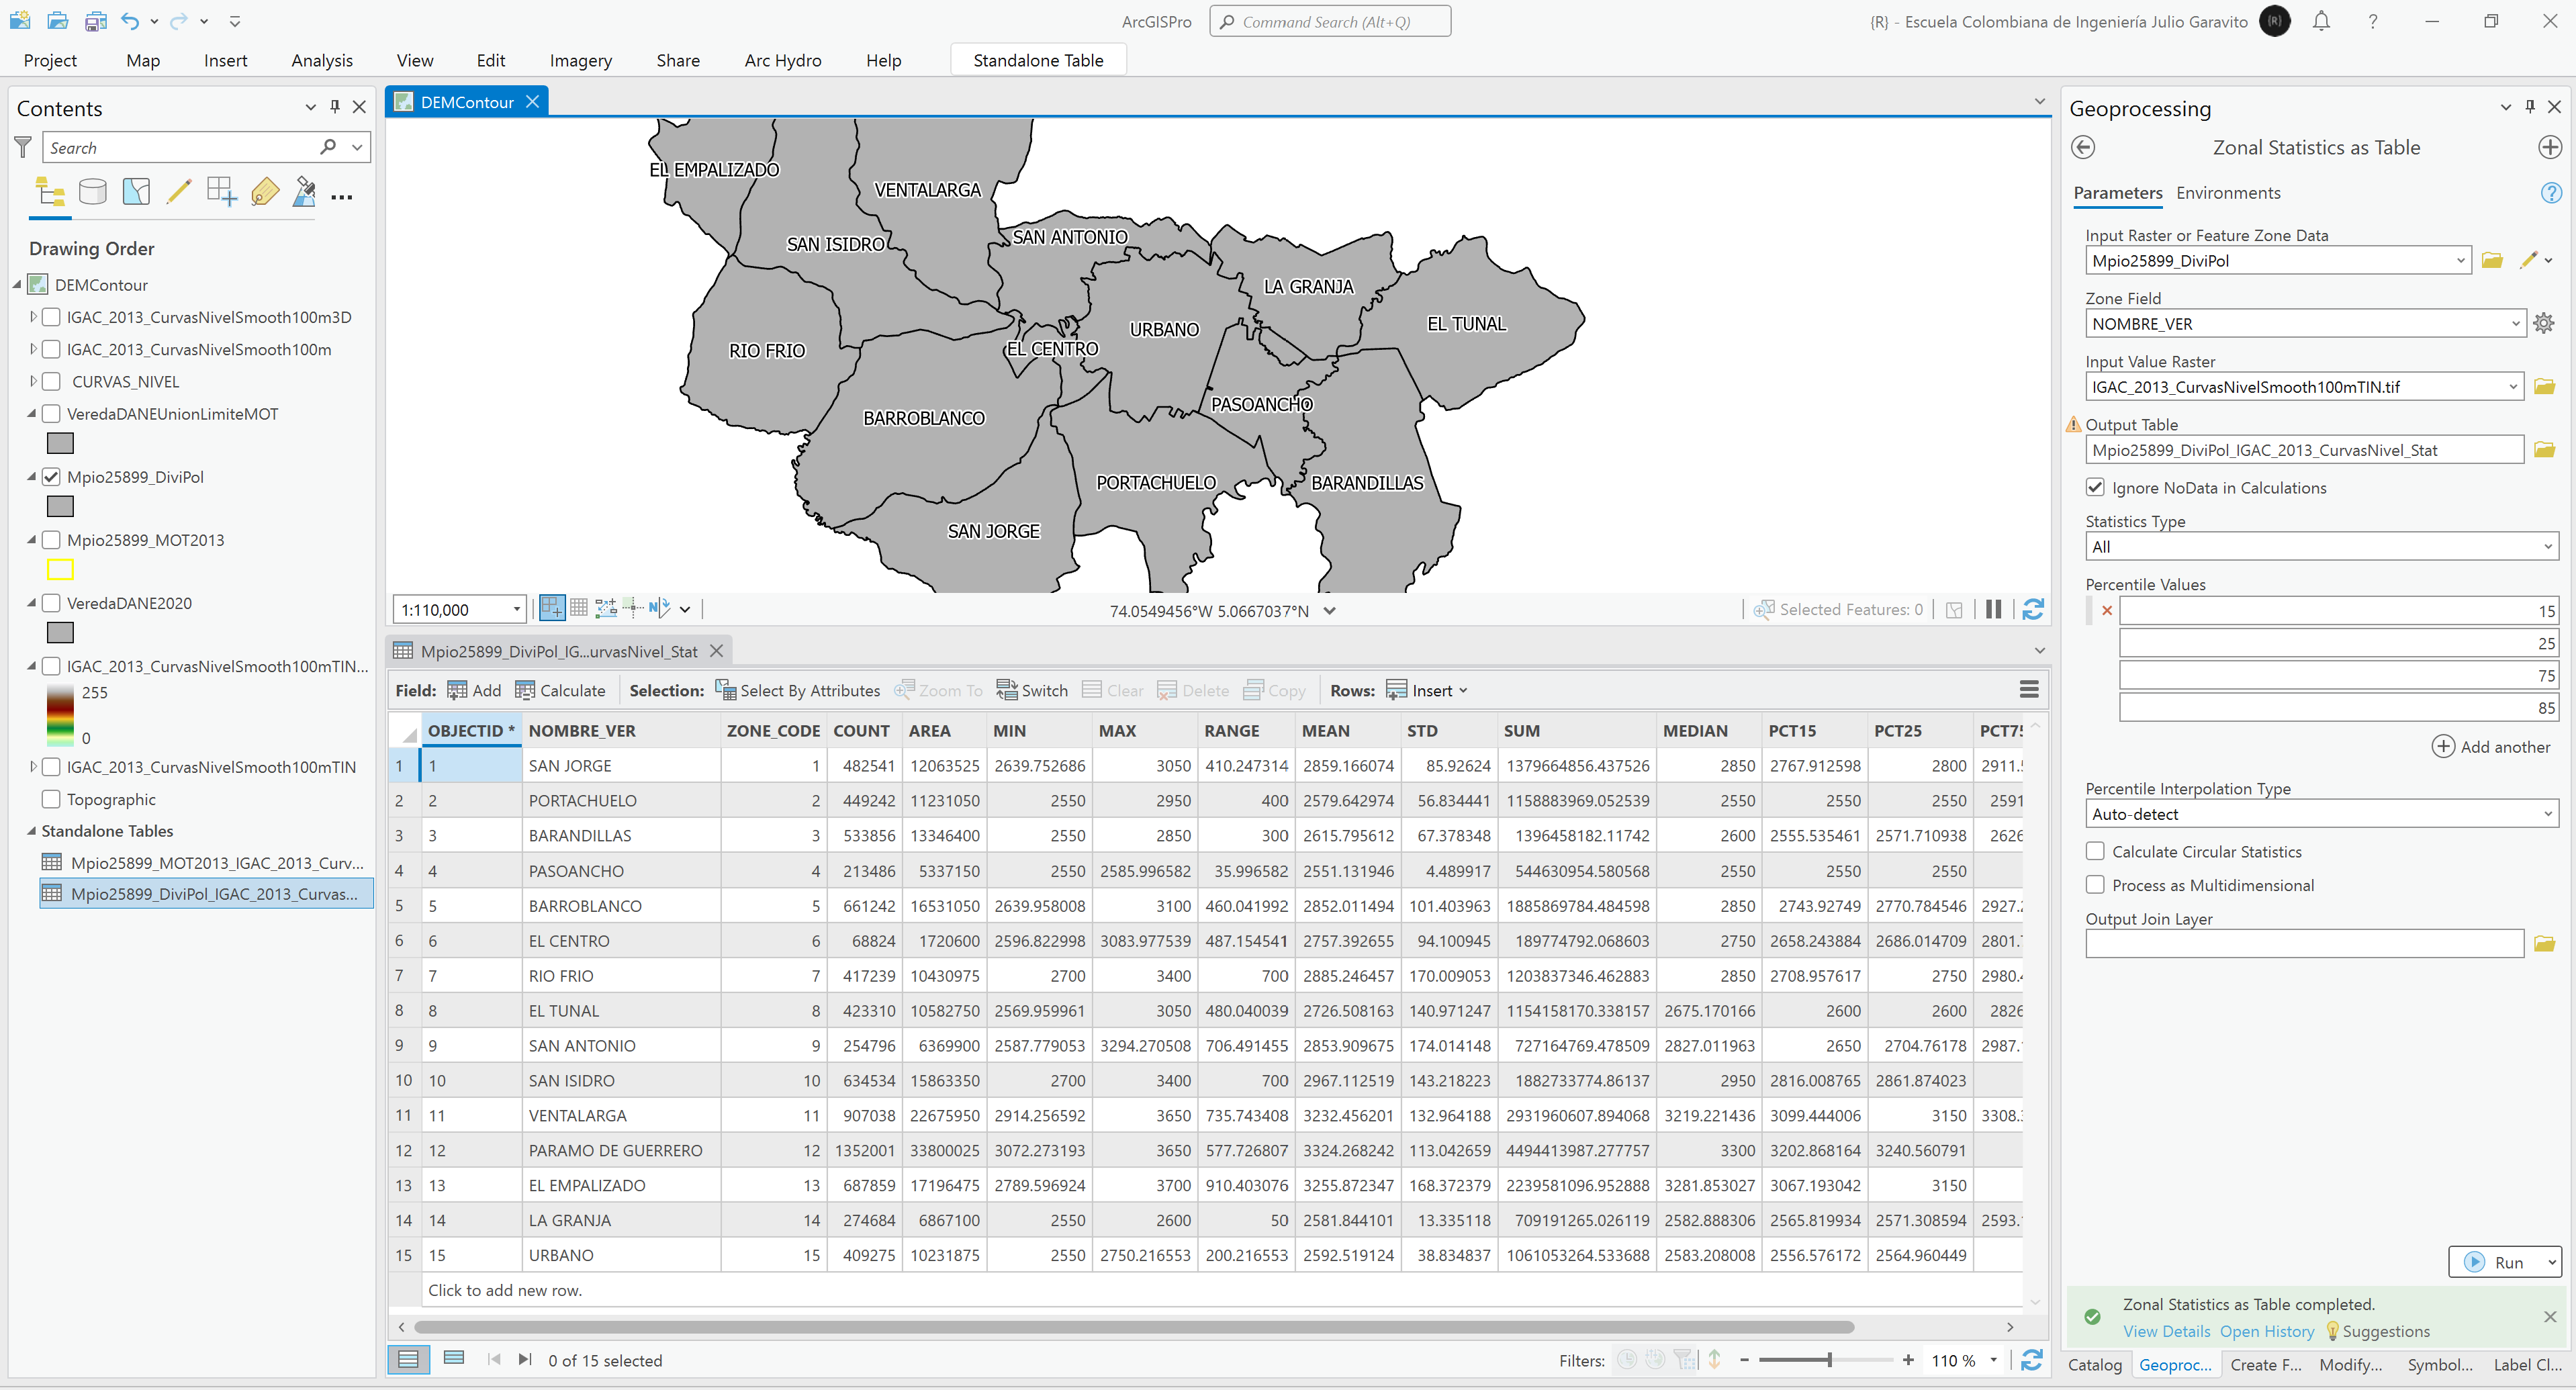 ArcGISPro
Command Search (Alt+Q)
{R} - Escuela Colombiana de Ingeniería Julio Garavito
{R}
Project Map Insert Analysis View Edit Imagery Share Arc Hydro Help Standalone Table
Contents
Search
Drawing Order
DEMContour
IGAC_2013_CurvasNivelSmooth100m3D
IGAC_2013_CurvasNivelSmooth100m
CURVAS_NIVEL
VeredaDANEUnionLimiteMOT
Mpio25899_DiviPol
Mpio25899_MOT2013
VeredaDANE2020
IGAC_2013_CurvasNivelSmooth100mTIN...
255
0
IGAC_2013_CurvasNivelSmooth100mTIN
Topographic
Standalone Tables
Mpio25899_MOT2013_IGAC_2013_Curv...
Mpio25899_DiviPol_IGAC_2013_Curvas...
DEMContour
EL EMPALIZADO
VENTALARGA
SAN ISIDRO
SAN ANTONIO
LA GRANJA
EL TUNAL
URBANO
RIO FRIO
EL CENTRO
PASOANCHO
BARROBLANCO
PORTACHUELO
BARANDILLAS
SAN JORGE
1:110,000
74.0549456°W 5.0667037°N
Selected Features: 0
Mpio25899_DiviPol_IG...urvasNivel_Stat
Field: Add Calculate Selection: Select By Attributes Zoom To Switch Clear Delete Copy Rows: Insert
OBJECTID * NOMBRE_VER ZONE_CODE COUNT AREA MIN MAX RANGE MEAN STD SUM MEDIAN PCT15 PCT25 PCT75
1 1 SAN JORGE 1 482541 12063525 2639.752686 3050 410.247314 2859.166074 85.92624 1379664856.437526 2850 2767.912598 2800 2911.5
2 2 PORTACHUELO 2 449242 11231050 2550 2950 400 2579.642974 56.834441 1158883969.052539 2550 2550 2550 2591
3 3 BARANDILLAS 3 533856 13346400 2550 2850 300 2615.795612 67.378348 1396458182.11742 2600 2555.535461 2571.710938 2626
4 4 PASOANCHO 4 213486 5337150 2550 2585.996582 35.996582 2551.131946 4.489917 544630954.580568 2550 2550 2550
5 5 BARROBLANCO 5 661242 16531050 2639.958008 3100 460.041992 2852.011494 101.403963 1885869784.484598 2850 2743.92749 2770.784546 2927.2
6 6 EL CENTRO 6 68824 1720600 2596.822998 3083.977539 487.154541 2757.392655 94.100945 189774792.068603 2750 2658.243884 2686.014709 2801.
7 7 RIO FRIO 7 417239 10430975 2700 3400 700 2885.246457 170.009053 1203837346.462883 2850 2708.957617 2750 2980.4
8 8 EL TUNAL 8 423310 10582750 2569.959961 3050 480.040039 2726.508163 140.971247 1154158170.338157 2675.170166 2600 2600 2826
9 9 SAN ANTONIO 9 254796 6369900 2587.779053 3294.270508 706.491455 2853.909675 174.014148 727164769.478509 2827.011963 2650 2704.76178 2987.
10 10 SAN ISIDRO 10 634534 15863350 2700 3400 700 2967.112519 143.218223 1882733774.86137 2950 2816.008765 2861.874023
11 11 VENTALARGA 11 907038 22675950 2914.256592 3650 735.743408 3232.456201 132.964188 2931960607.894068 3219.221436 3099.444006 3150 3308.
12 12 PARAMO DE GUERRERO 12 1352001 33800025 3072.273193 3650 577.726807 3324.268242 113.042659 4494413987.277757 3300 3202.868164 3240.560791
13 13 EL EMPALIZADO 13 687859 17196475 2789.596924 3700 910.403076 3255.872347 168.372379 2239581096.952888 3281.853027 3067.193042 3150
14 14 LA GRANJA 14 274684 6867100 2550 2600 50 2581.844101 13.335118 709191265.026119 2582.888306 2565.819934 2571.308594 2593.
15 15 URBANO 15 409275 10231875 2550 2750.216553 200.216553 2592.519124 38.834837 1061053264.533688 2583.208008 2556.576172 2564.960449
Click to add new row.
0 of 15 selected
Filters:
110 %
Geoprocessing
Zonal Statistics as Table
Parameters Environments
Input Raster or Feature Zone Data
Mpio25899_DiviPol
Zone Field
NOMBRE_VER
Input Value Raster
IGAC_2013_CurvasNivelSmooth100mTIN.tif
Output Table
Mpio25899_DiviPol_IGAC_2013_CurvasNivel_Stat
Ignore NoData in Calculations
Statistics Type
All
Percentile Values
15
25
75
85
Add another
Percentile Interpolation Type
Auto-detect
Calculate Circular Statistics
Process as Multidimensional
Output Join Layer
Run
Zonal Statistics as Table completed.
View Details Open History Suggestions
Catalog Geoproc... Create F... Modify... Symbol... Label Cl...